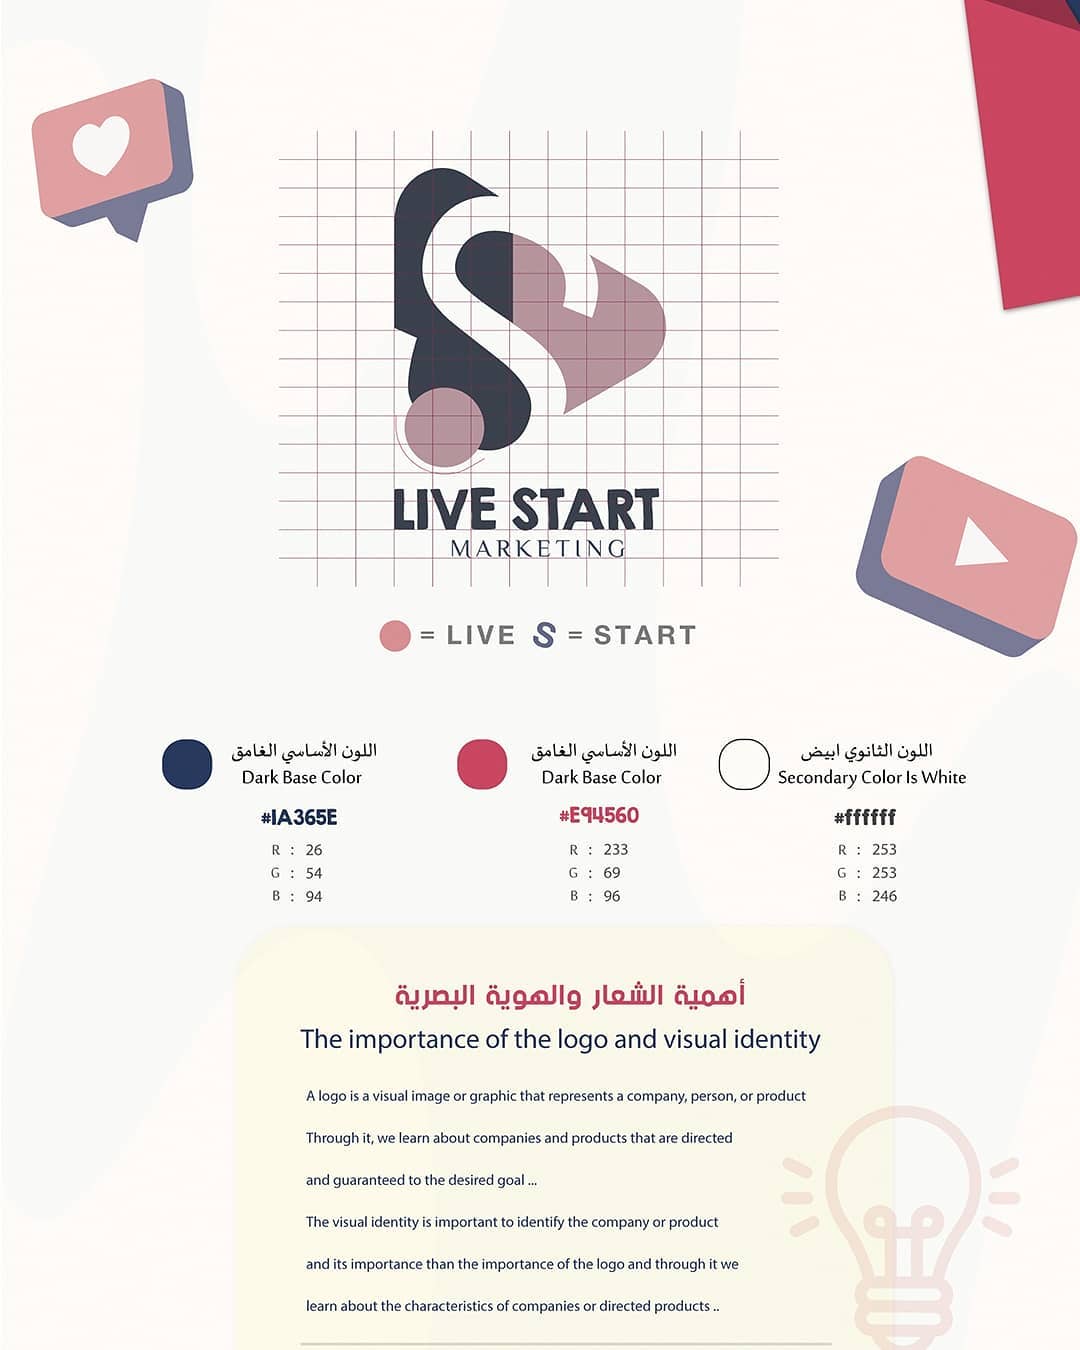 LIVE START
MARKETING
= LIVE S = START
اللون الأساسي الغامق
Dark Base Color
#1A365E
R : 26
G : 54
B : 94
اللون الأساسي الغامق
Dark Base Color
#E94560
R : 233
G : 69
B : 96
اللون الثانوي ابيض
Secondary Color Is White
#ffffff
R : 253
G : 253
B : 246
أهمية الشعار والهوية البصرية
The importance of the logo and visual identity
A logo is a visual image or graphic that represents a company, person, or product
Through it, we learn about companies and products that are directed
and guaranteed to the desired goal ...
The visual identity is important to identify the company or product
and its importance than the importance of the logo and through it we
learn about the characteristics of companies or directed products ..